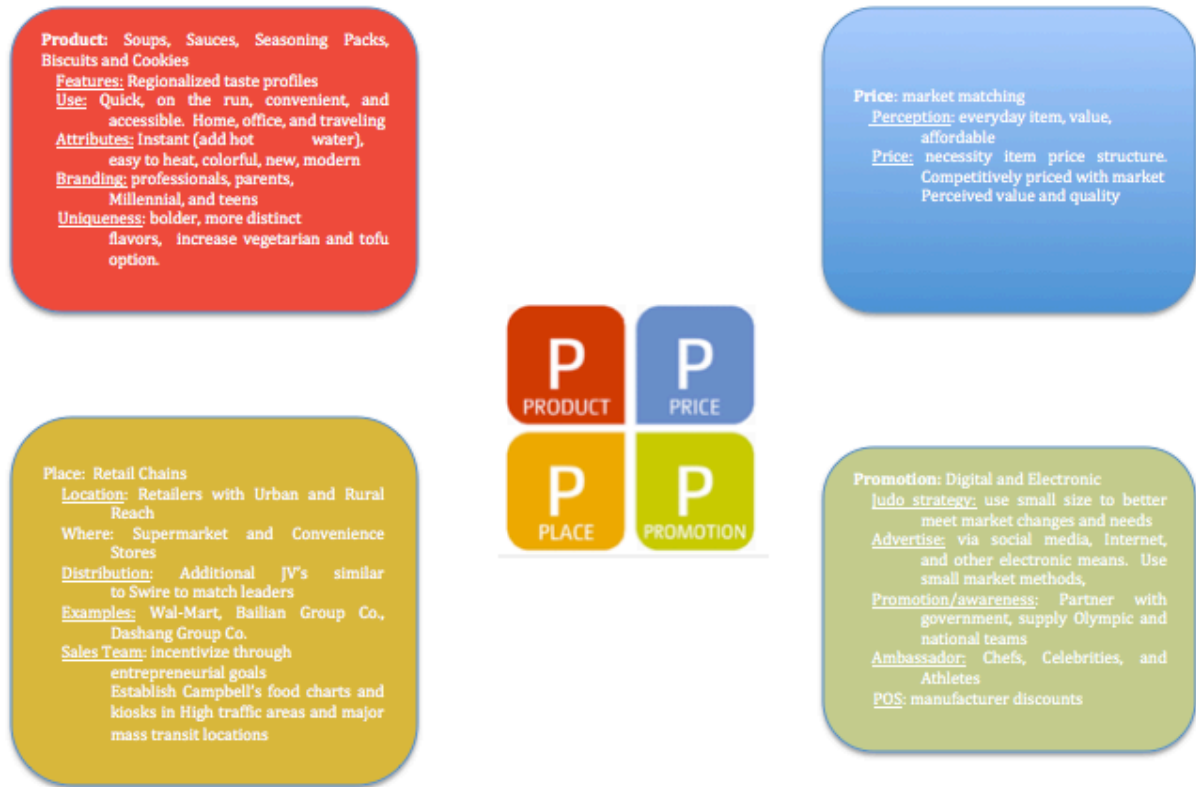 Product: Soups, Sauces, Seasoning Packs,
Biscuits and Cookies
Features: Regionalized taste profiles
Use: Quick, on the run, convenient, and
accessible. Home, office, and traveling
Attributes: Instant (add hot water),
easy to heat, colorful, new, modern
Branding: professionals, parents,
Millennial, and teens
Uniqueness: bolder, more distinct
flavors, increase vegetarian and tofu
option.
Price: market matching
Perception: everyday item, value,
affordable
Price: necessity item price structure.
Competitively priced with market
Perceived value and quality
P
PRODUCT
P
PRICE
P
PLACE
P
PROMOTION
Place: Retail Chains
Location: Retailers with Urban and Rural
Reach
Where: Supermarket and Convenience
Stores
Distribution: Additional JV's similar
to Swire to match leaders
Examples: Wal-Mart, Bailian Group Co.,
Dashang Group Co.
Sales Team: incentivize through
entrepreneurial goals
Establish Campbell's food charts and
kiosks in High traffic areas and major
mass transit locations
Promotion: Digital and Electronic
Judo strategy: use small size to better
meet market changes and needs
Advertise: via social media, Internet,
and other electronic means. Use
small market methods,
Promotion/awareness: Partner with
government, supply Olympic and
national teams
Ambassador: Chefs, Celebrities, and
Athletes
POS: manufacturer discounts